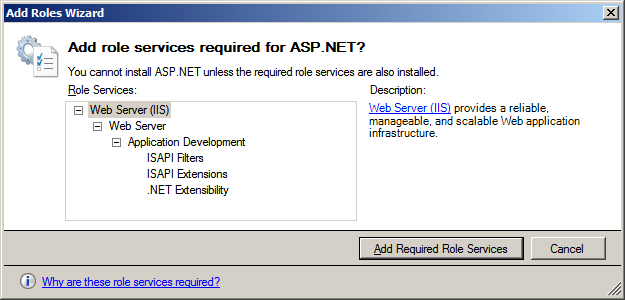 Add Roles Wizard
Add role services required for ASP.NET?
You cannot install ASP.NET unless the required role services are also installed.
Role Services:
Web Server (IIS)
Web Server
Application Development
ISAPI Filters
ISAPI Extensions
.NET Extensibility
Description:
Web Server (IIS) provides a reliable,
manageable, and scalable Web application
infrastructure.
Add Required Role Services
Cancel
Why are these role services required?